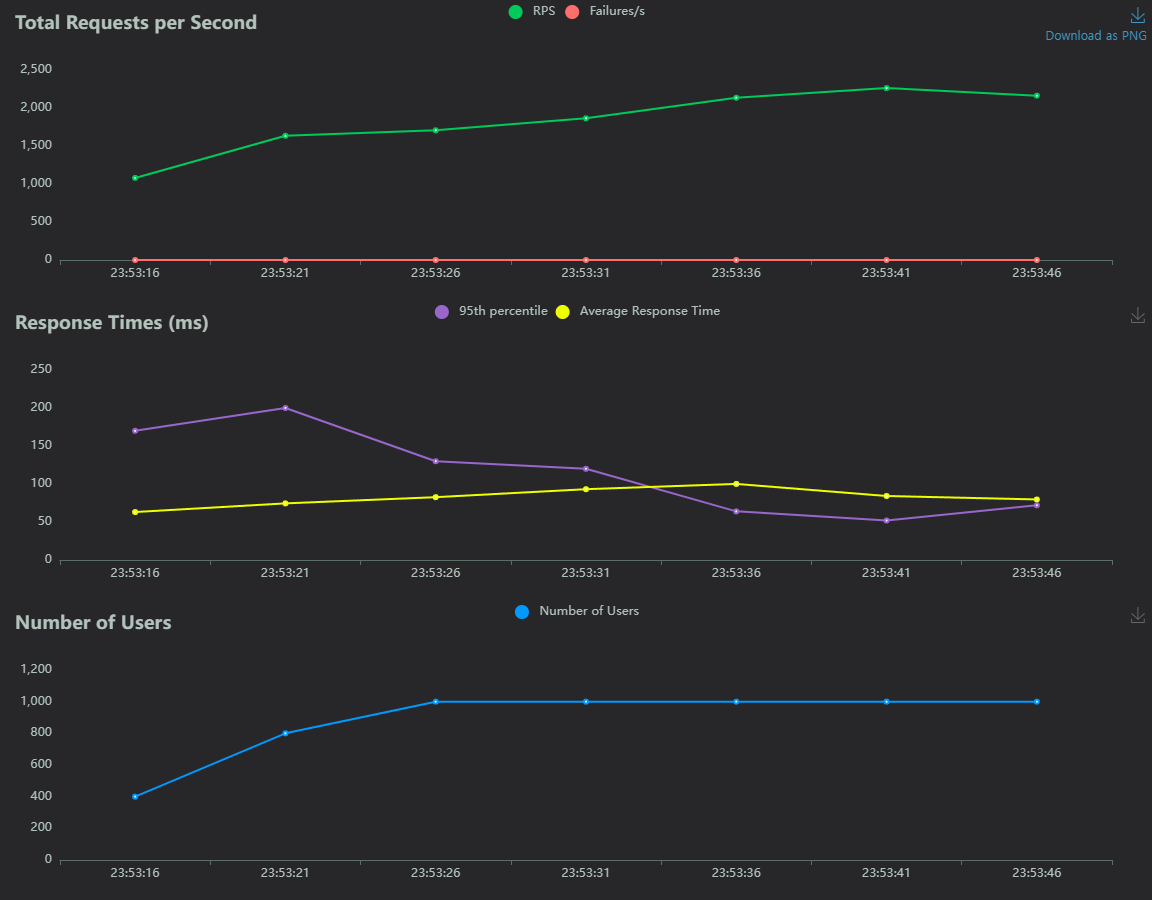 Total Requests per Second
RPS Failures/s
Download as PNG
2,500
2,000
1,500
1,000
500
0
23:53:16 23:53:21 23:53:26 23:53:31 23:53:36 23:53:41 23:53:46
Response Times (ms)
95th percentile Average Response Time
250
200
150
100
50
0
23:53:16 23:53:21 23:53:26 23:53:31 23:53:36 23:53:41 23:53:46
Number of Users
Number of Users
1,200
1,000
800
600
400
200
0
23:53:16 23:53:21 23:53:26 23:53:31 23:53:36 23:53:41 23:53:46